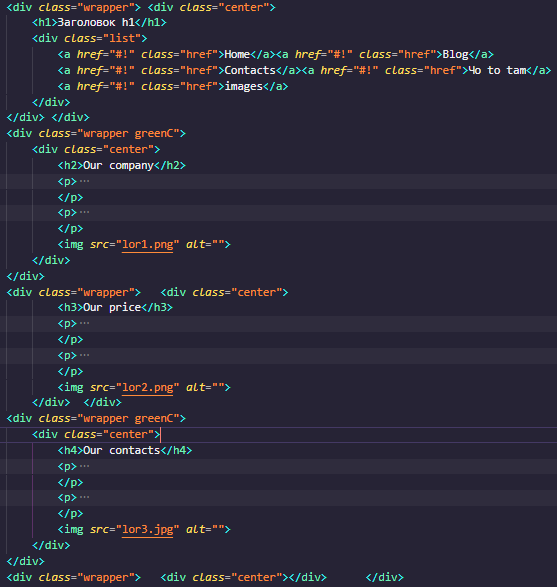 <div class="wrapper"> <div class="center">
<h1>Заголовок h1</h1>
<div class="list">
<a href="#!" class="href">Home</a><a href="#!" class="href">Blog</a>
<a href="#!" class="href">Contacts</a><a href="#!" class="href">Чо то там</a>
<a href="#!" class="href">images</a>
</div>
</div> </div>
<div class="wrapper greenC">
<div class="center">
<h2>Our company</h2>
<p>···
</p>
<p>···
</p>
<img src="lor1.png" alt="">
</div>
</div>
<div class="wrapper">   <div class="center">
<h3>Our price</h3>
<p>···
</p>
<p>···
</p>
<img src="lor2.png" alt="">
</div>  </div>
<div class="wrapper greenC">
<div class="center">
<h4>Our contacts</h4>
<p>···
</p>
<p>···
</p>
<img src="lor3.jpg" alt="">
</div>
</div>
<div class="wrapper">   <div class="center"></div>      </div>